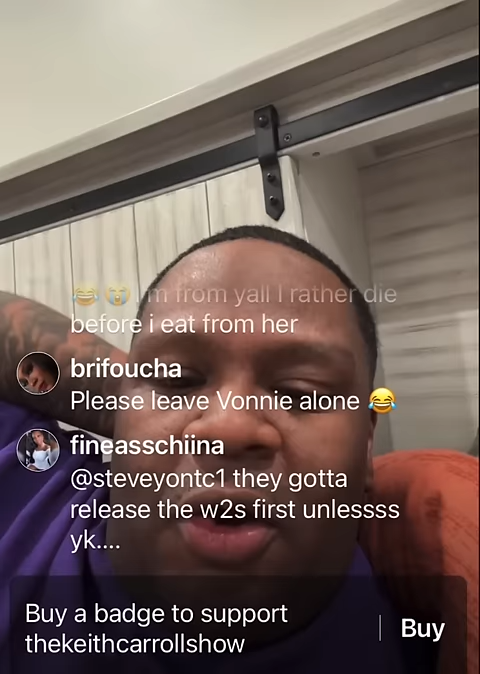 😂 😭 I'm from yall I rather die
before i eat from her
brifoucha
Please leave Vonnie alone 😂
fineasschiina
@steveyontc1 they gotta
release the w2s first unlessss
yk....
Buy a badge to support
thekeithcarrollshow
Buy